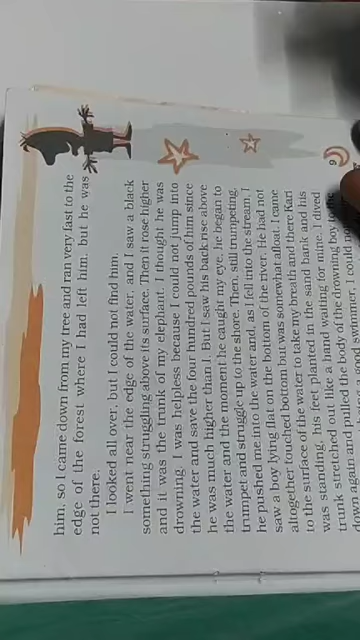 him, so I came down from my tree and ran very fast to the
edge of the forest where I had left him, but he was
not there.
I looked all over, but I could not find him.
I went near the edge of the water, and I saw a black
something struggling above its surface. Then it rose higher
and it was the trunk of my elephant. I thought he was
drowning. I was helpless because I could not jump into
the water and save the four hundred pounds of him since
he was much higher than I. But I saw his back rise above
the water and the moment he caught my eye, he began to
trumpet and struggle up to the shore. Then, still trumpeting,
he pushed me into the water and, as I fell into the stream, I
saw a boy lying flat on the bottom of the river. He had not
altogether touched bottom but was somewhat afloat. I came
to the surface of the water to take my breath and there Kari
was standing, his feet planted in the sand bank and his
trunk stretched out like a hand waiting for mine. I dived
down again and pulled the body of the drowning boy to the
good swimmer, I could
9